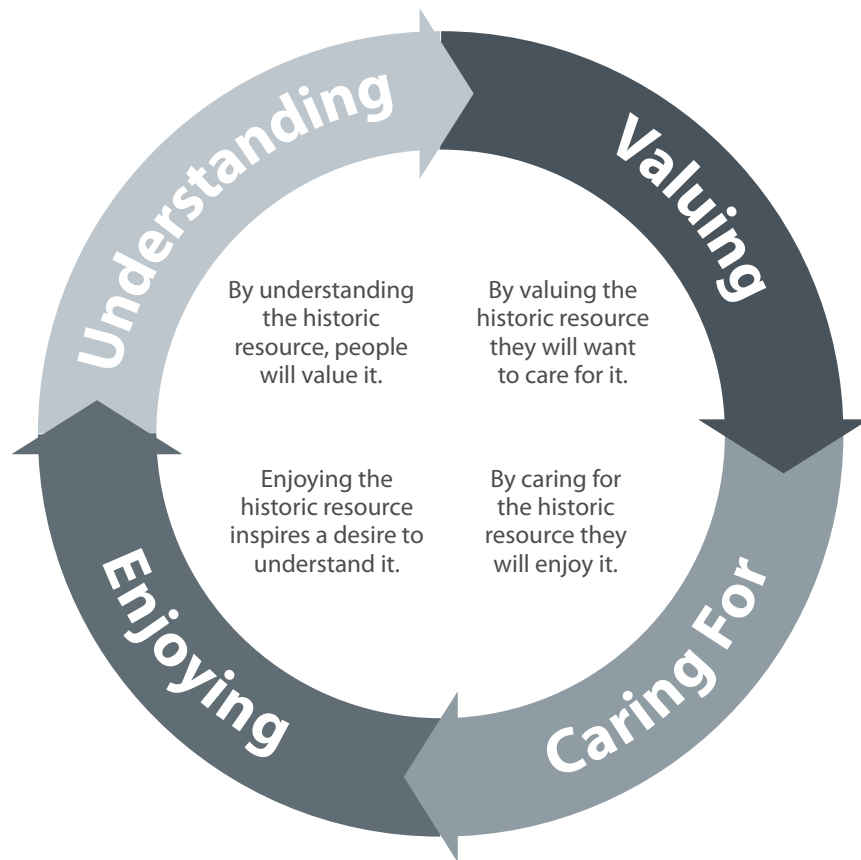 Understanding
Valuing
By understanding
the historic
resource, people
will value it.
By valuing the
historic resource
they will want
to care for it.
Enjoying the
historic resource
inspires a desire to
understand it.
By caring for
the historic
resource they
will enjoy it.
Enjoying
Caring For